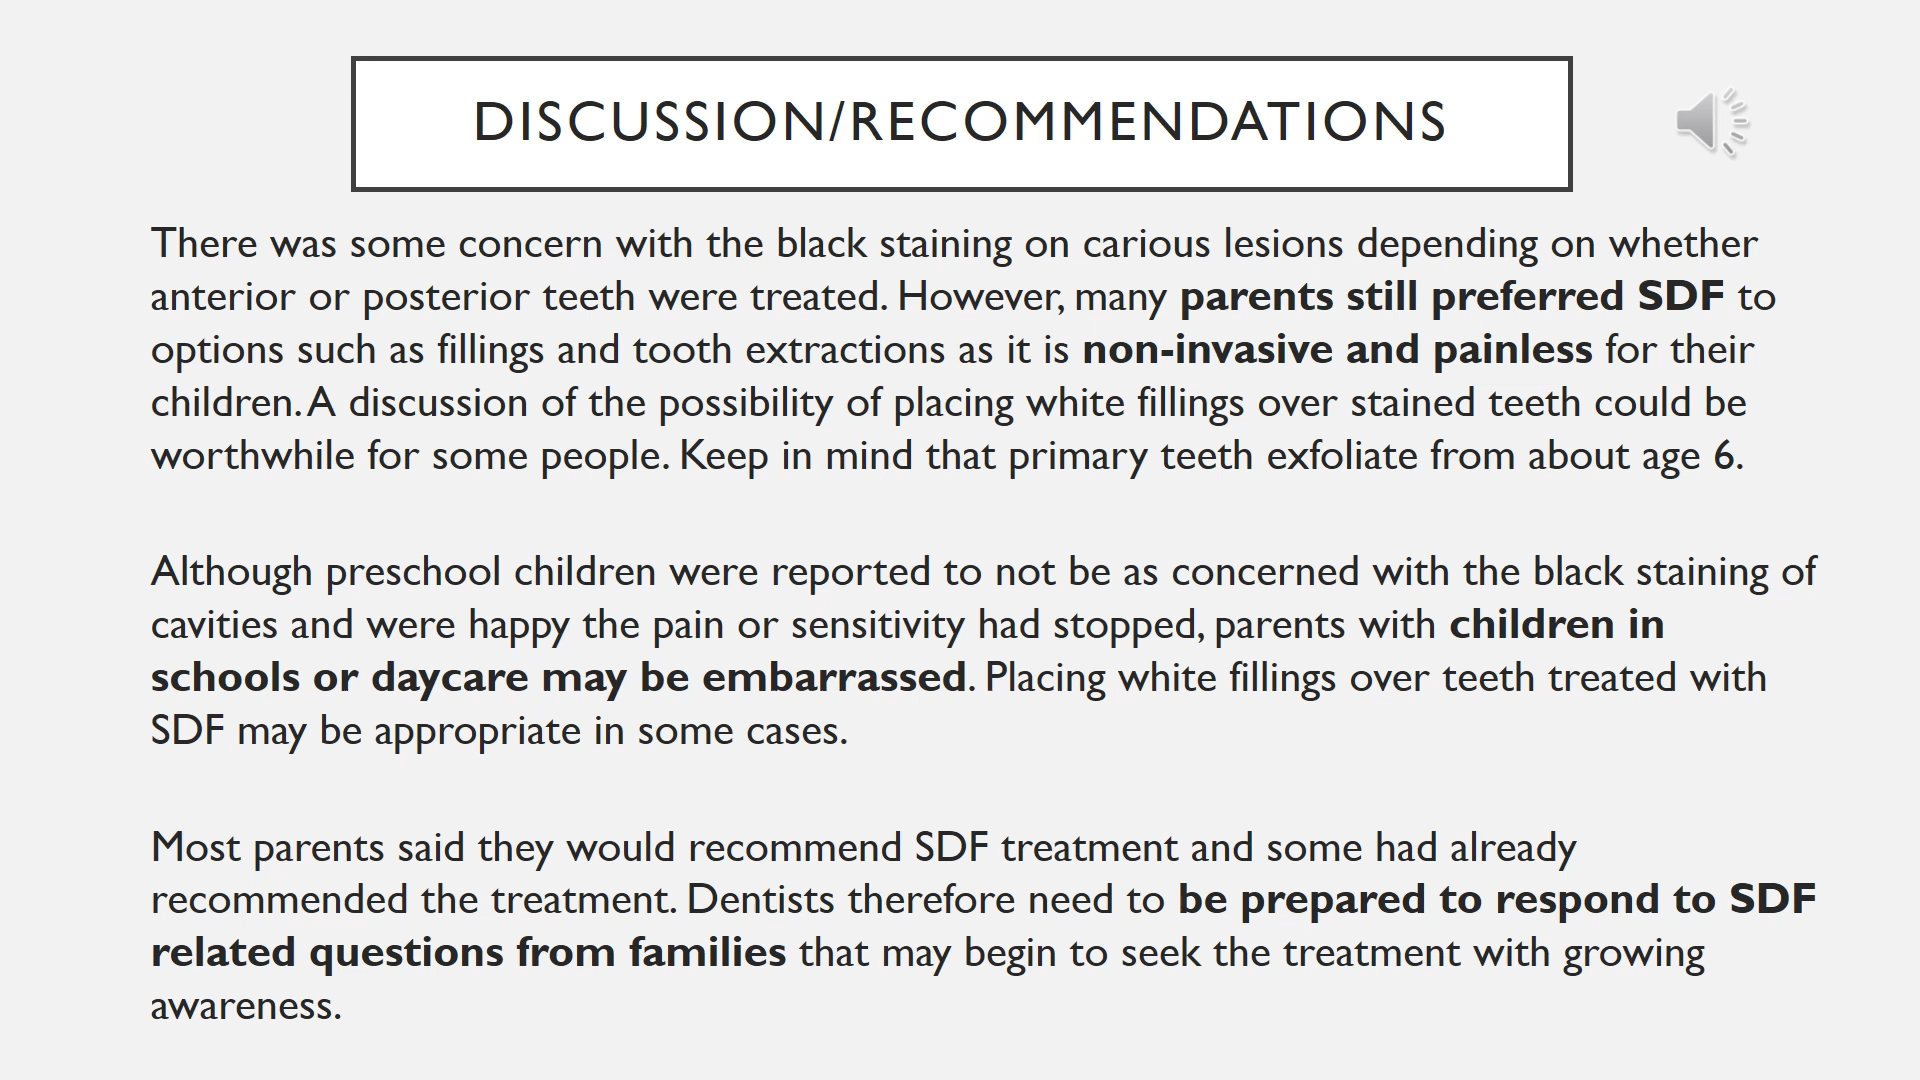 DISCUSSION/RECOMMENDATIONS
There was some concern with the black staining on carious lesions depending on whether
anterior or posterior teeth were treated. However, many parents still preferred SDF to
options such as fillings and tooth extractions as it is non-invasive and painless for their
children. A discussion of the possibility of placing white fillings over stained teeth could be
worthwhile for some people. Keep in mind that primary teeth exfoliate from about age 6.
Although preschool children were reported to not be as concerned with the black staining of
cavities and were happy the pain or sensitivity had stopped, parents with children in
schools or daycare may be embarrassed. Placing white fillings over teeth treated with
SDF may be appropriate in some cases.
Most parents said they would recommend SDF treatment and some had already
recommended the treatment. Dentists therefore need to be prepared to respond to SDF
related questions from families that may begin to seek the treatment with growing
awareness.